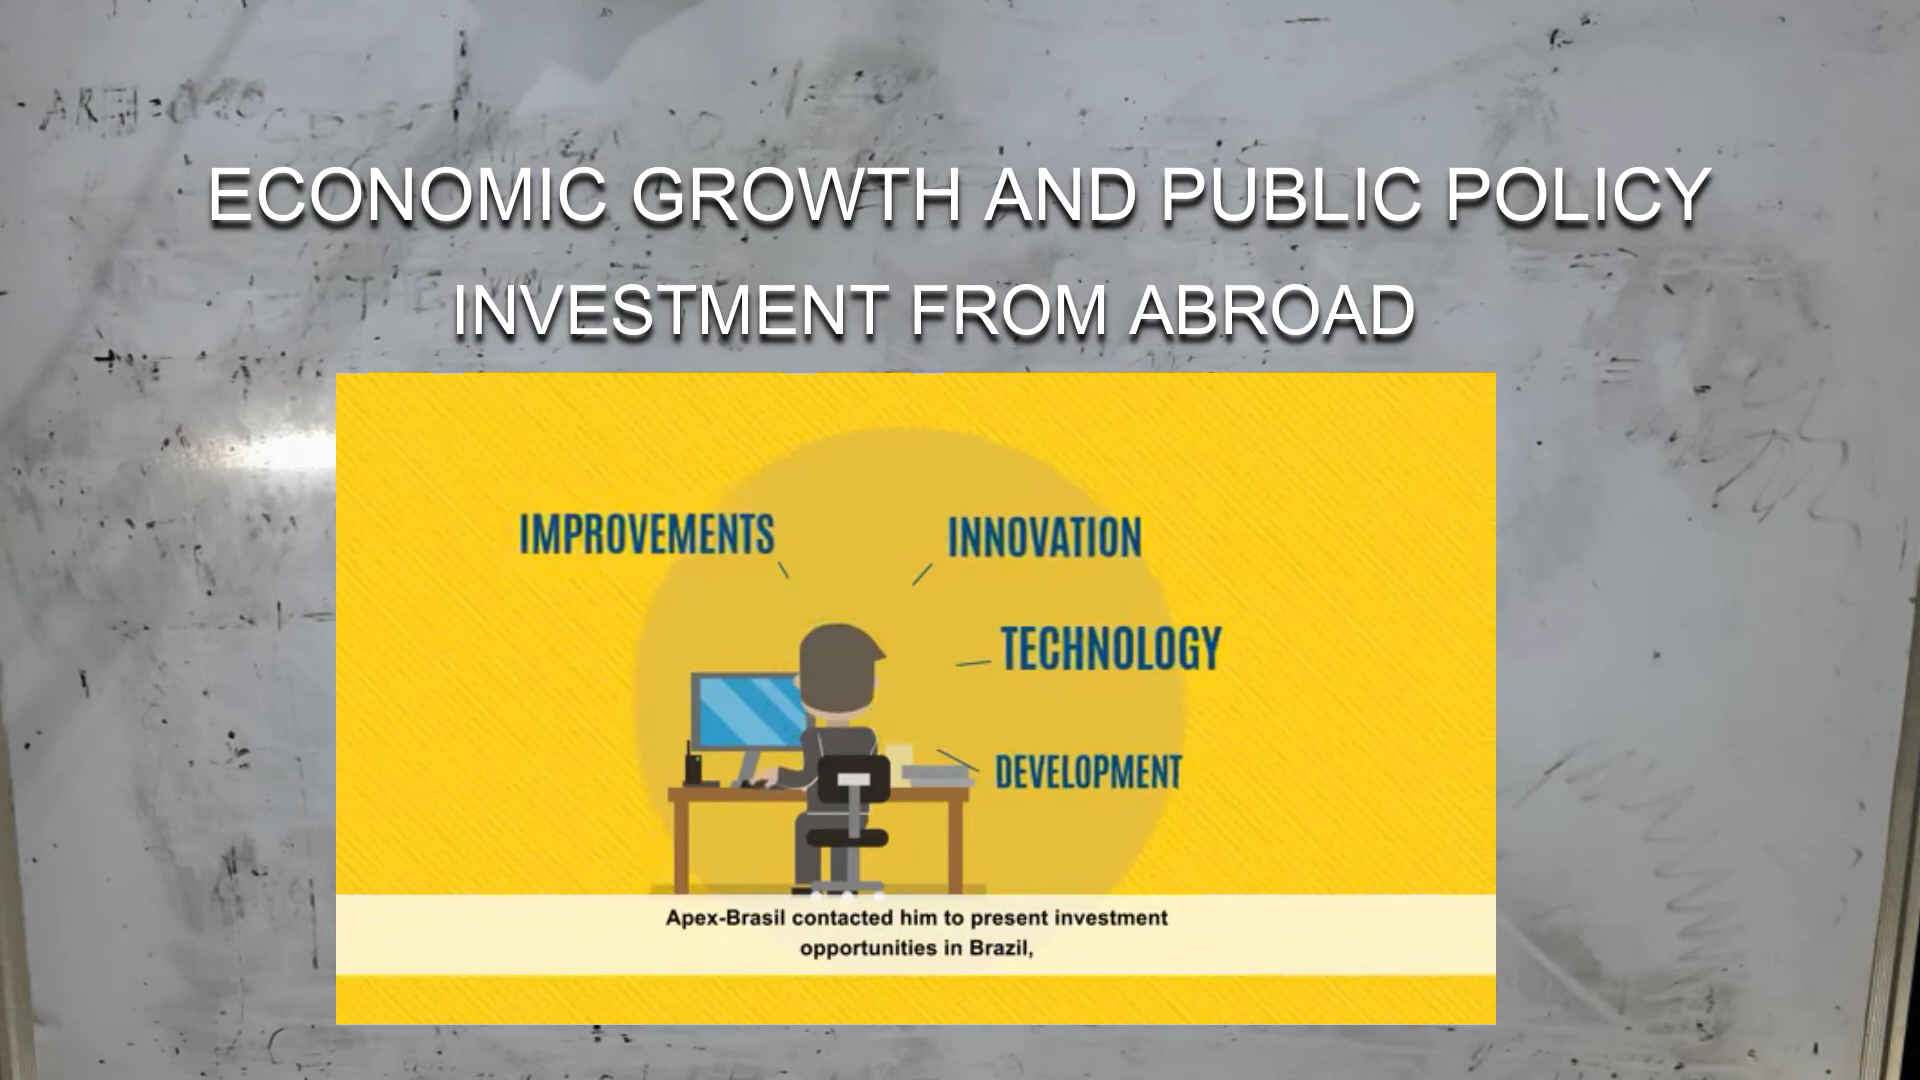 ECONOMIC GROWTH AND PUBLIC POLICY
INVESTMENT FROM ABROAD
IMPROVEMENTS
INNOVATION
TECHNOLOGY
DEVELOPMENT
Apex-Brasil contacted him to present investment
opportunities in Brazil,